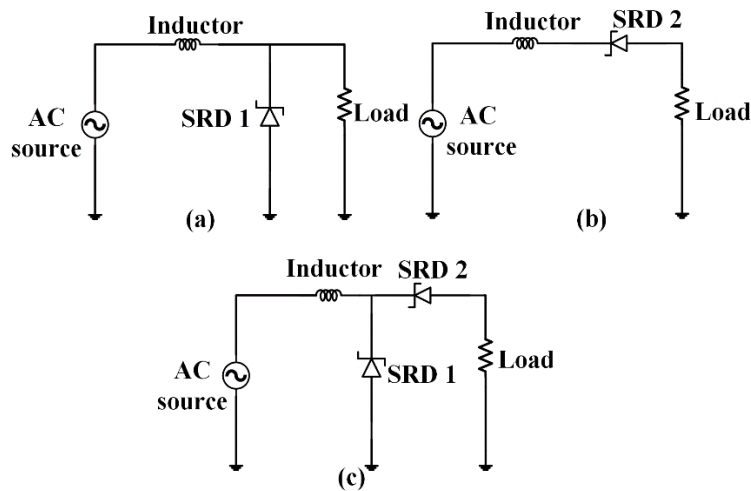 Inductor
SRD 1
AC
source
Load
(a)
Inductor
SRD 2
AC
source
Load
(b)
Inductor
SRD 2
AC
source
SRD 1
Load
(c)